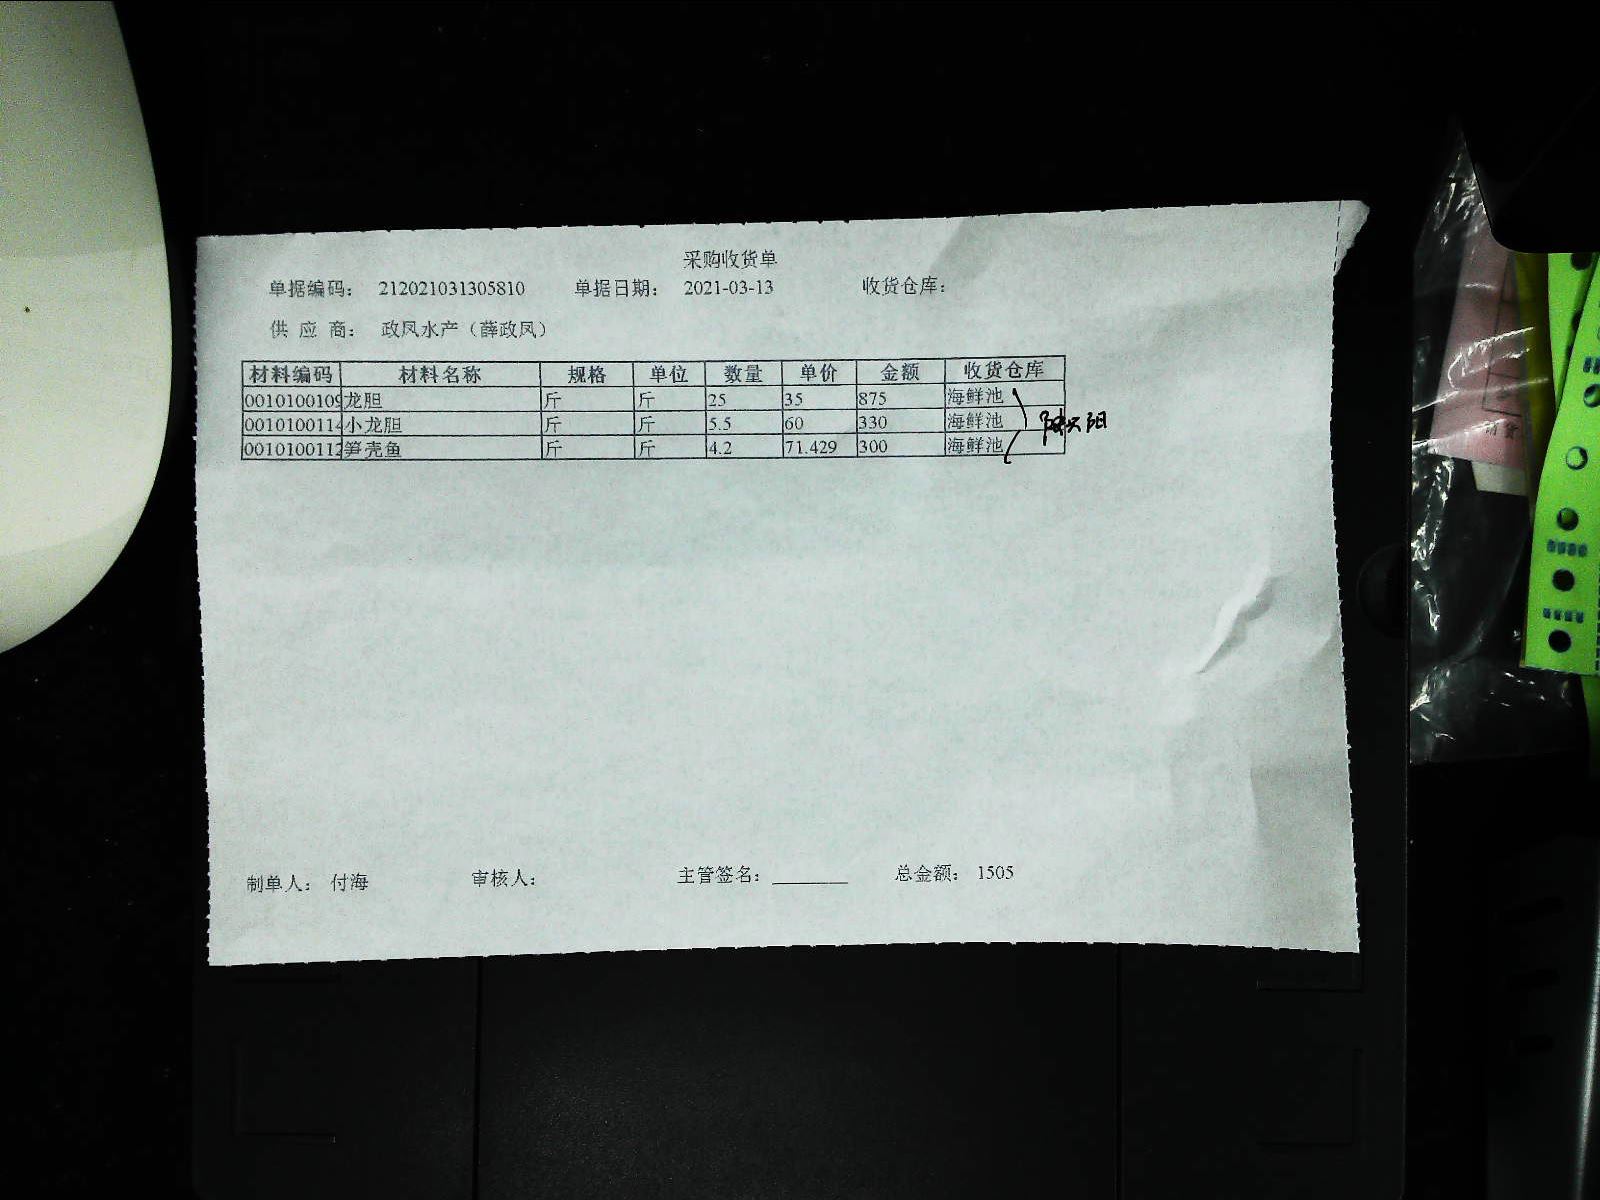 采购收货单
单据编码： 212021031305810 单据日期： 2021-03-13 收货仓库：
供 应 商： 政凤水产（薛政凤）
材料编码 材料名称 规格 单位 数量 单价 金额 收货仓库
0010100109 龙胆 斤 斤 25 35 875 海鲜池
0010100114 小龙胆 斤 斤 5.5 60 330 海鲜池
0010100112 笋壳鱼 斤 斤 4.2 71.429 300 海鲜池
制单人： 付海 审核人： 主管签名： 总金额： 1505